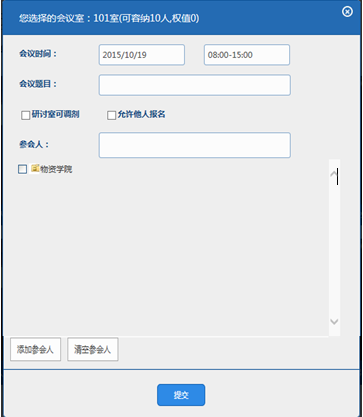 您选择的会议室：101室(可容纳10人,权值0)
会议时间： 2015/10/19 08:00-15:00
会议题目：
研讨室可调剂 允许他人报名
参会人：
物资学院
添加参会人 清空参会人
提交